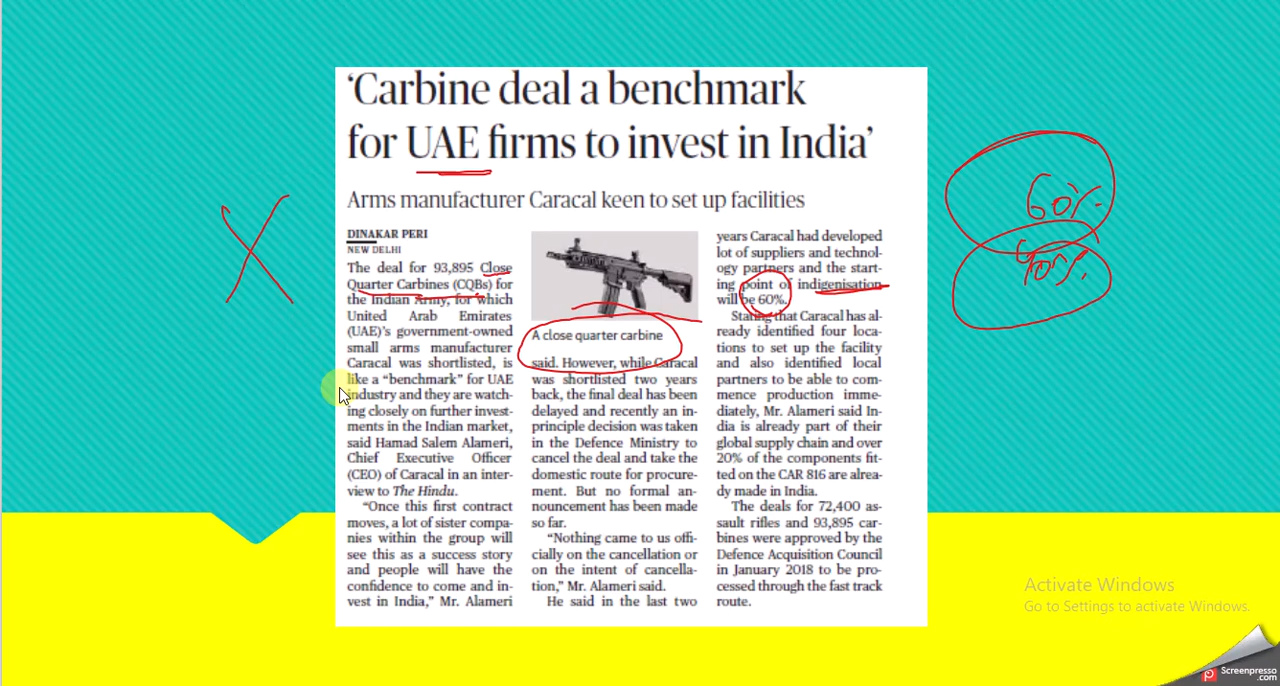 ‘Carbine deal a benchmark
for UAE firms to invest in India’
Arms manufacturer Caracal keen to set up facilities
DINAKAR PERI
NEW DELHI
The deal for 93,895 Close
Quarter Carbines (CQBs) for
the Indian Army, for which
United Arab Emirates
(UAE)’s government-owned
small arms manufacturer
Caracal was shortlisted, is
like a “benchmark” for UAE
industry and they are watch-
ing closely on further invest-
ments in the Indian market,
said Hamad Salem Alameri,
Chief Executive Officer
(CEO) of Caracal in an inter-
view to The Hindu.
“Once this first contract
moves, a lot of sister compa-
nies within the group will
see this as a success story
and people will have the
confidence to come and in-
vest in India,” Mr. Alameri
A close quarter carbine
said. However, while Caracal
was shortlisted two years
back, the final deal has been
delayed and recently an in-
principle decision was taken
in the Defence Ministry to
cancel the deal and take the
domestic route for procure-
ment. But no formal an-
nouncement has been made
so far.
“Nothing came to us offi-
cially on the cancellation or
on the intent of cancella-
tion,” Mr. Alameri said.
He said in the last two
years Caracal had developed
lot of suppliers and technol-
ogy partners and the start-
ing point of indigenisation
will be 60%.
Stating that Caracal has al-
ready identified four loca-
tions to set up the facility
and also identified local
partners to be able to com-
mence production imme-
diately, Mr. Alameri said In-
dia is already part of their
global supply chain and over
20% of the components fit-
ted on the CAR 816 are alrea-
dy made in India.
The deals for 72,400 as-
sault rifles and 93,895 car-
bines were approved by the
Defence Acquisition Council
in January 2018 to be pro-
cessed through the fast track
route.
X
60%.
40%.
Activate Windows
Go to Settings to activate Windows.
Screenpresso
.com